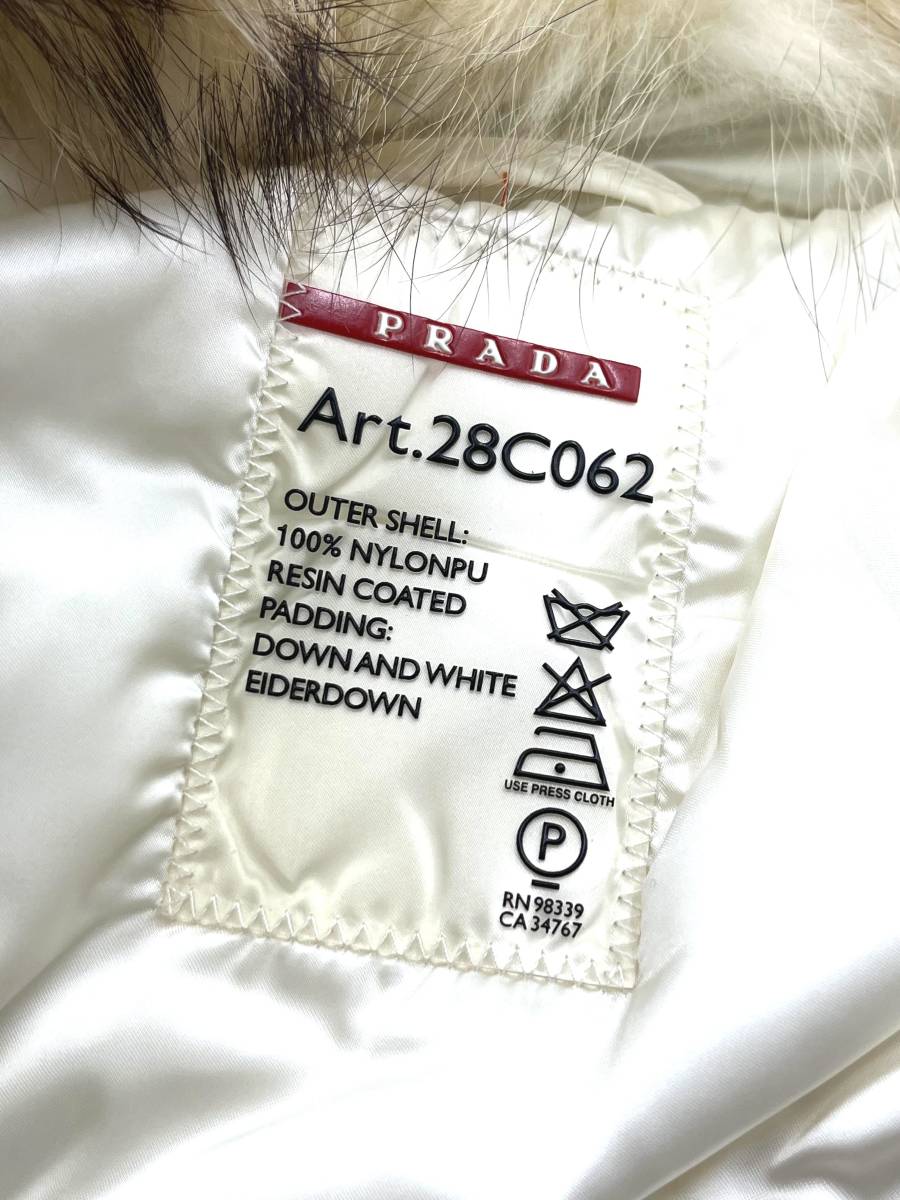 PRADA
Art.28C062
OUTER SHELL:
100% NYLONPU
RESIN COATED
PADDING:
DOWN AND WHITE
EIDERDOWN
USE PRESS CLOTH
P
RN 98339
CA 34767